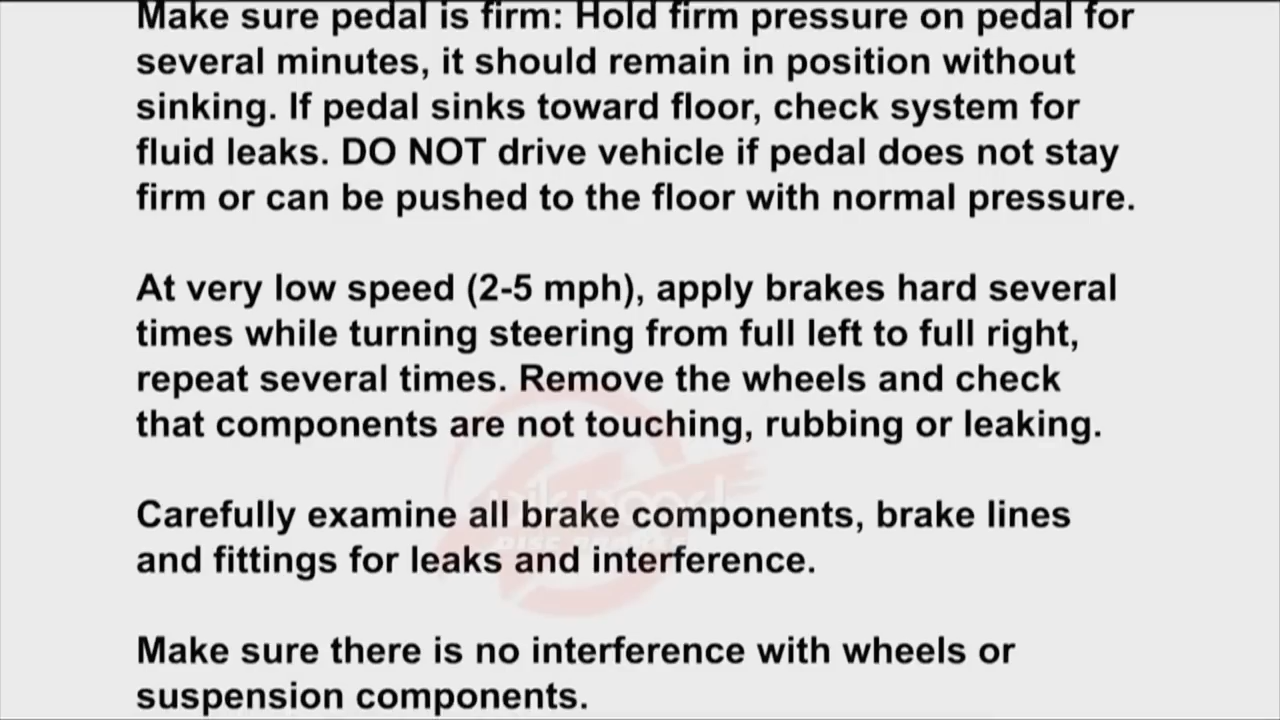 Make sure pedal is firm: Hold firm pressure on pedal for
several minutes, it should remain in position without
sinking. If pedal sinks toward floor, check system for
fluid leaks. DO NOT drive vehicle if pedal does not stay
firm or can be pushed to the floor with normal pressure.
At very low speed (2-5 mph), apply brakes hard several
times while turning steering from full left to full right,
repeat several times. Remove the wheels and check
that components are not touching, rubbing or leaking.
wilwood
Carefully examine all brake components, brake lines
DISC BRAKES
and fittings for leaks and interference.
Make sure there is no interference with wheels or
suspension components.